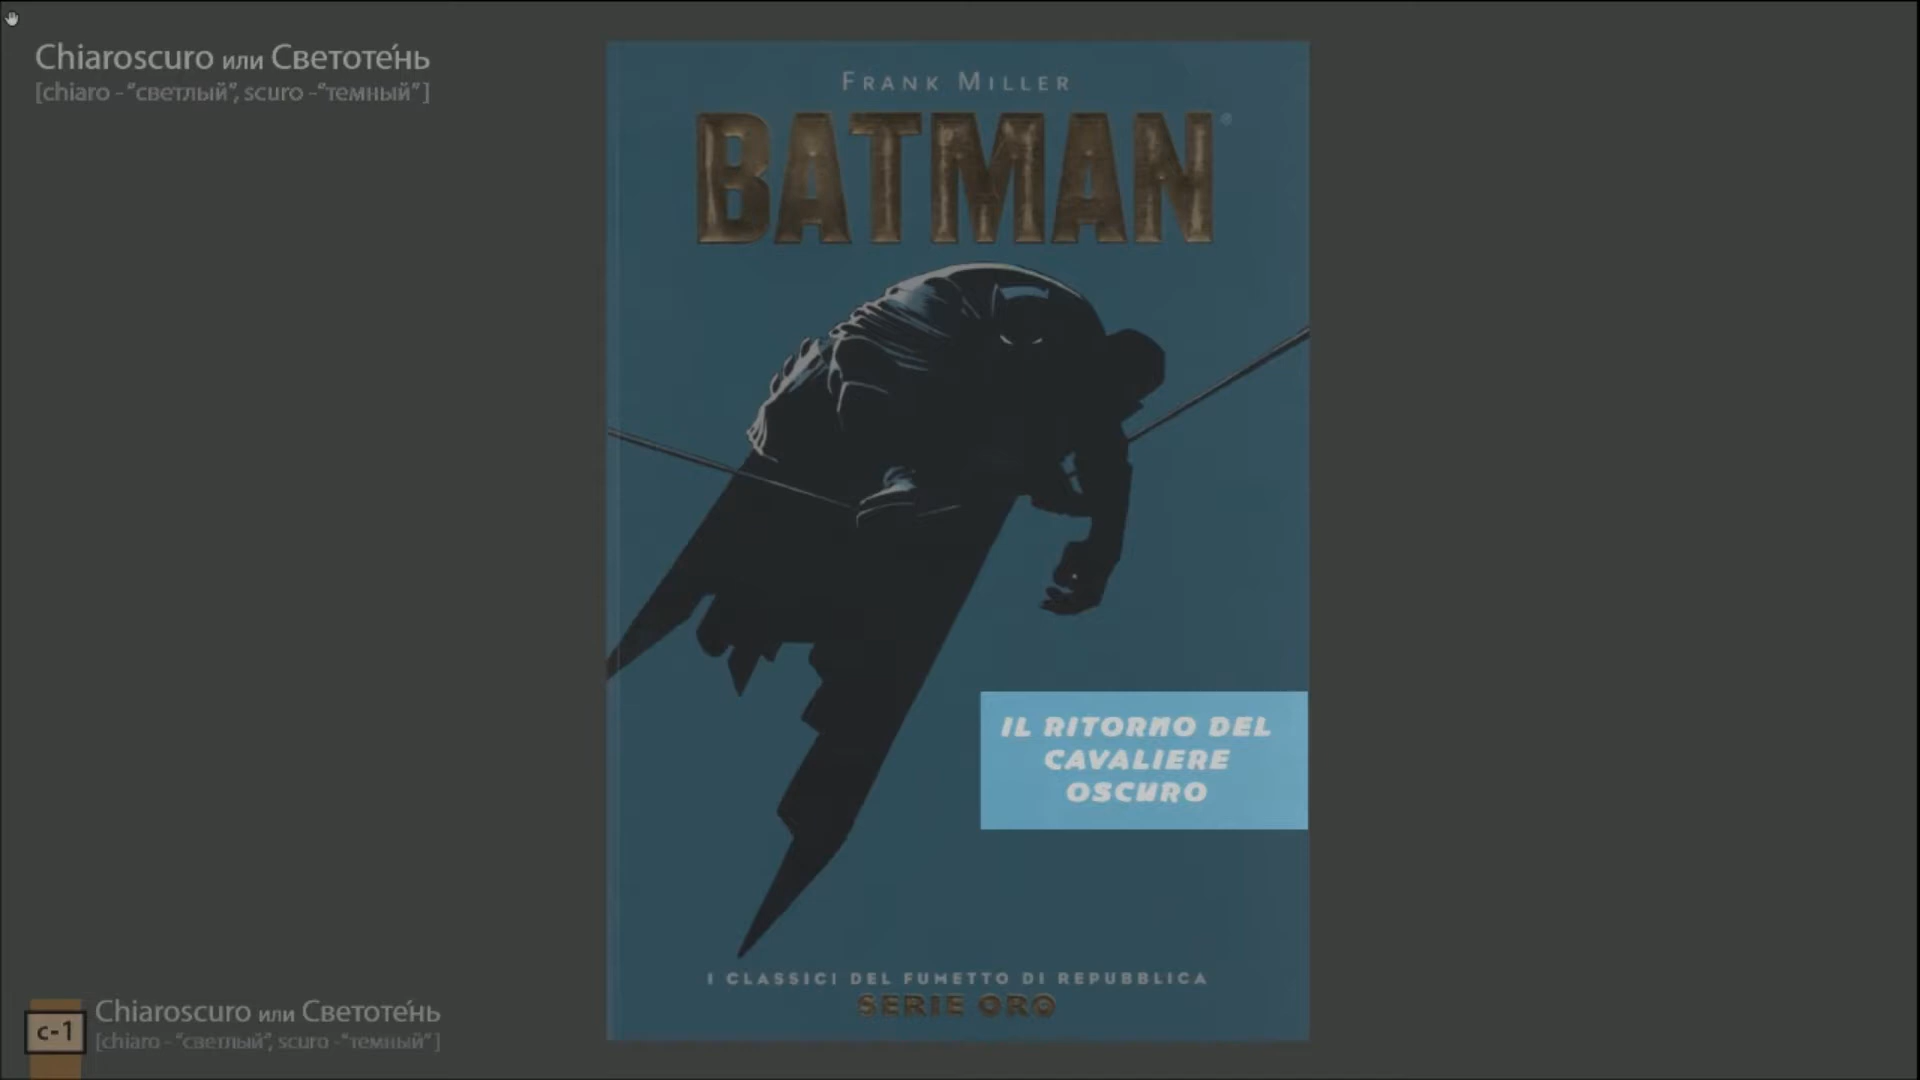 Chiaroscuro или Светоте́нь
[chiaro -“светлый”, scuro -“темный”]
FRANK MILLER
BATMAN®
IL RITORNO DEL
CAVALIERE
OSCURO
I CLASSICI DEL FUMETTO DI REPUBBLICA
SERIE ORO
c-1
Chiaroscuro или Светоте́нь
[chiaro -“светлый”, scuro -“темный”]